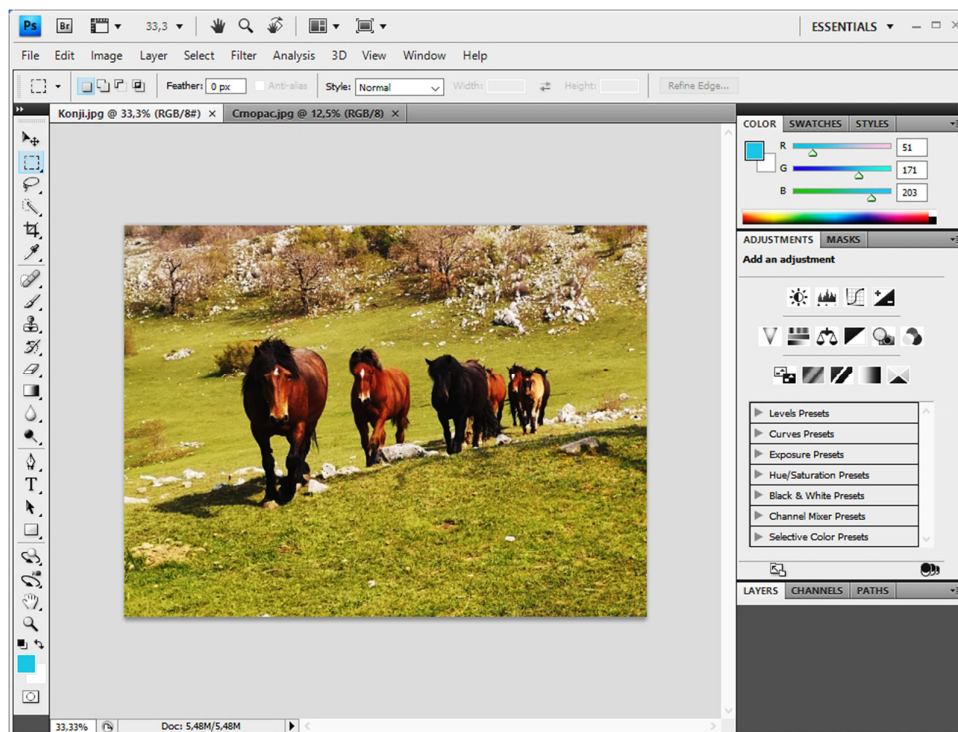 Ps Br 33,3 ESSENTIALS
File Edit Image Layer Select Filter Analysis 3D View Window Help
Feather: 0 px Anti-alias Style: Normal Width: Height: Refine Edge...
Konji.jpg @ 33,3% (RGB/8#) × Cmopac.jpg @ 12,5% (RGB/8) ×
COLOR SWATCHES STYLES
R 51
G 171
B 203
ADJUSTMENTS MASKS
Add an adjustment
Levels Presets
Curves Presets
Exposure Presets
Hue/Saturation Presets
Black & White Presets
Channel Mixer Presets
Selective Color Presets
LAYERS CHANNELS PATHS
33,33% Doc: 5,48M/5,48M